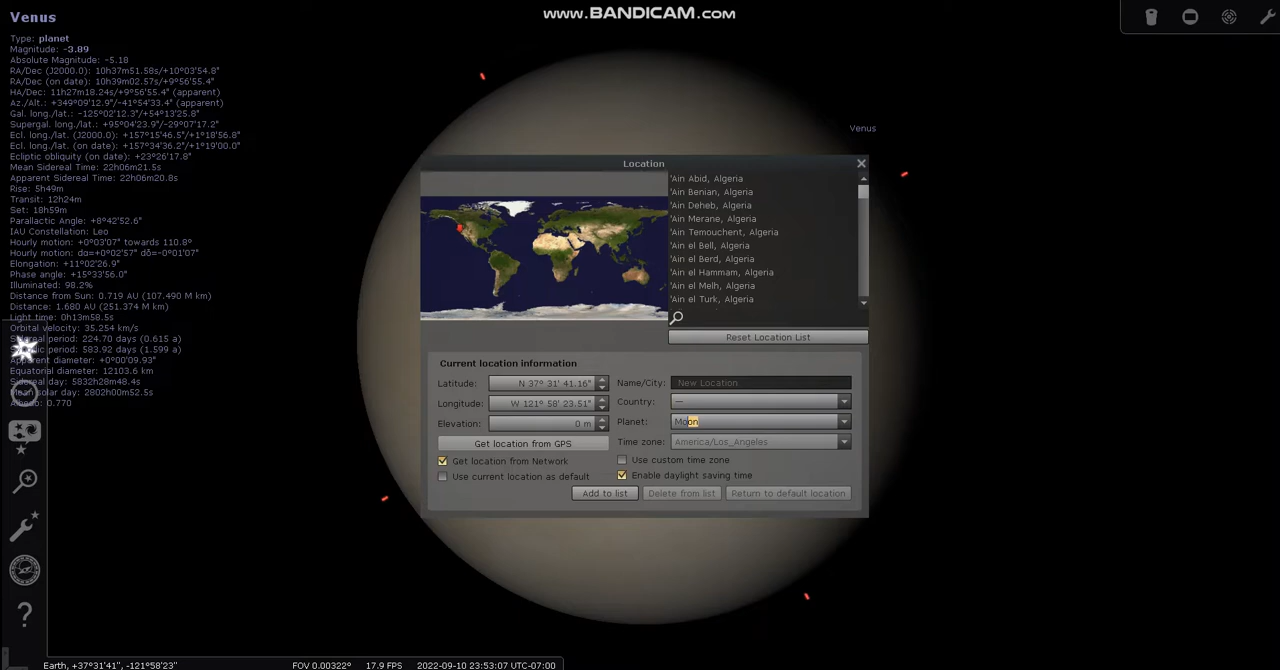 www.BANDICAM.com
Venus
Type: planet
Magnitude: -3.89
Absolute Magnitude: -5.18
RA/Dec (J2000.0): 10h37m51.58s/+10°03'54.8"
RA/Dec (on date): 10h39m02.57s/+9°56'55.4"
HA/Dec: 11h27m18.24s/+9°56'55.4" (apparent)
Az./Alt.: +349°09'12.9"/-41°54'33.4" (apparent)
Gal. long./lat.: -125°02'12.3"/+54°13'25.8"
Supergal. long./lat.: +95°04'23.9"/-29°07'17.2"
Ecl. long./lat. (J2000.0): +157°15'46.5"/+1°18'56.8"
Ecl. long./lat. (on date): +157°34'36.2"/+1°19'00.0"
Ecliptic obliquity (on date): +23°26'17.8"
Mean Sidereal Time: 22h06m21.5s
Apparent Sidereal Time: 22h06m20.8s
Rise: 5h49m
Transit: 12h24m
Set: 18h59m
Parallactic Angle: +8°42'52.6"
IAU Constellation: Leo
Hourly motion: +0°03'07" towards 110.8°
Hourly motion: dα=+0°02'57" dδ=-0°01'07"
Elongation: +11°02'26.9"
Phase angle: +15°33'56.0"
Illuminated: 98.2%
Distance from Sun: 0.719 AU (107.490 M km)
Distance: 1.680 AU (251.374 M km)
Light time: 0h13m58.5s
Orbital velocity: 35.254 km/s
Sidereal period: 224.70 days (0.615 a)
Synodic period: 583.92 days (1.599 a)
Apparent diameter: +0°00'09.93"
Equatorial diameter: 12103.6 km
Sidereal day: 5832h28m48.4s
Mean solar day: 2802h00m52.5s
Albedo: 0.770
Venus
Location
'Ain Abid, Algeria
'Ain Benian, Algeria
'Ain Deheb, Algeria
'Ain Merane, Algeria
'Ain Temouchent, Algeria
'Ain el Bell, Algeria
'Ain el Berd, Algeria
'Ain el Hammam, Algeria
'Ain el Melh, Algeria
'Ain el Turk, Algeria
Reset Location List
Current location information
Latitude: N 37° 31' 41.16" Name/City: New Location
Longitude: W 121° 58' 23.51" Country: —
Elevation: 0 m Planet: Moon
Get location from GPS Time zone: America/Los_Angeles
Get location from Network Use custom time zone
Use current location as default Enable daylight saving time
Add to list Delete from list Return to default location
?
Earth, +37°31'41", -121°58'23" FOV 0.00322° 17.9 FPS 2022-09-10 23:53:07 UTC-07:00